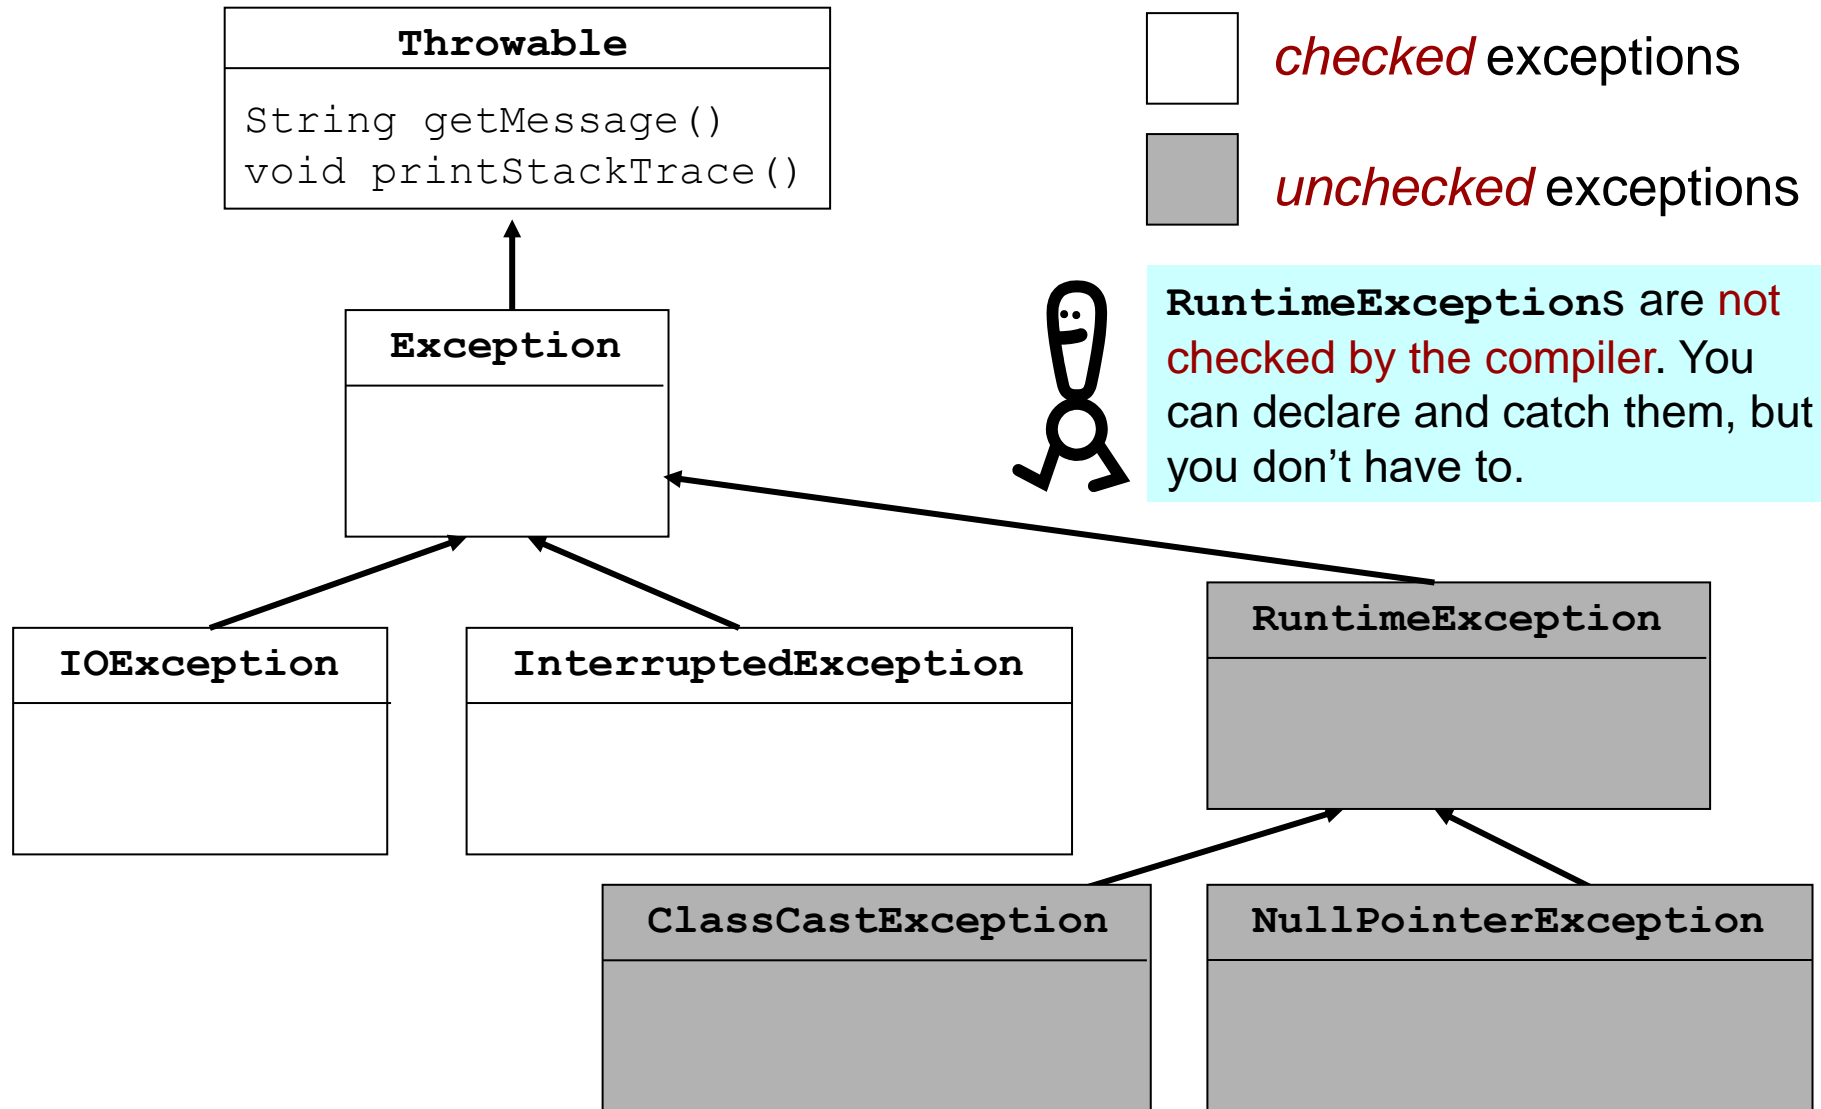 Throwable
String getMessage()
void printStackTrace()
checked exceptions
unchecked exceptions
RuntimeExceptions are not
checked by the compiler. You
can declare and catch them, but
you don’t have to.
Exception
IOException
InterruptedException
RuntimeException
ClassCastException
NullPointerException